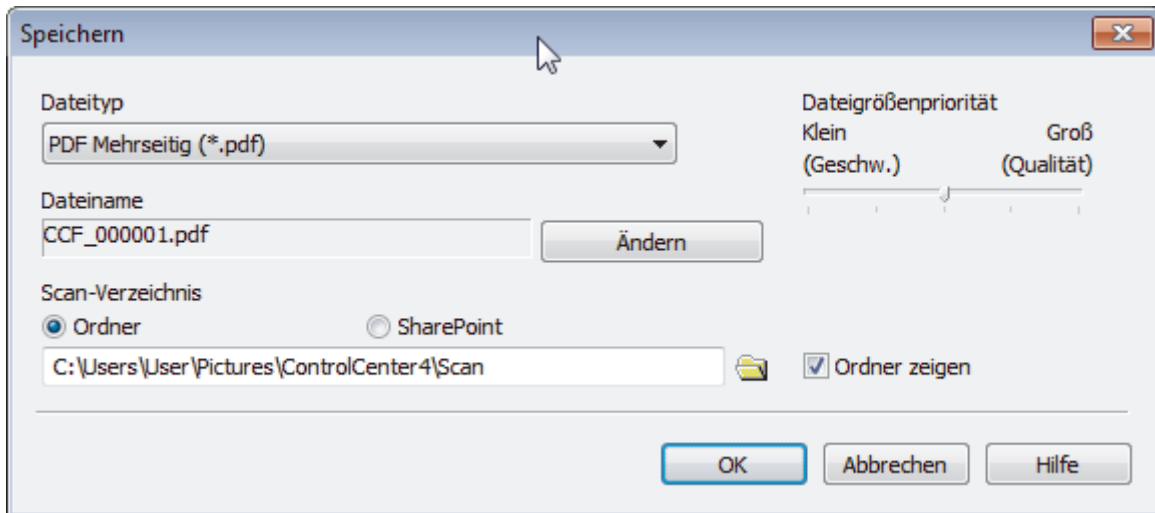 Speichern
Dateityp
PDF Mehrseitig (*.pdf)
Dateigrößenpriorität
Klein Groß
(Geschw.) (Qualität)
Dateiname
CCF_000001.pdf
Ändern
Scan-Verzeichnis
Ordner SharePoint
C:\Users\User\Pictures\ControlCenter4\Scan
Ordner zeigen
OK Abbrechen Hilfe